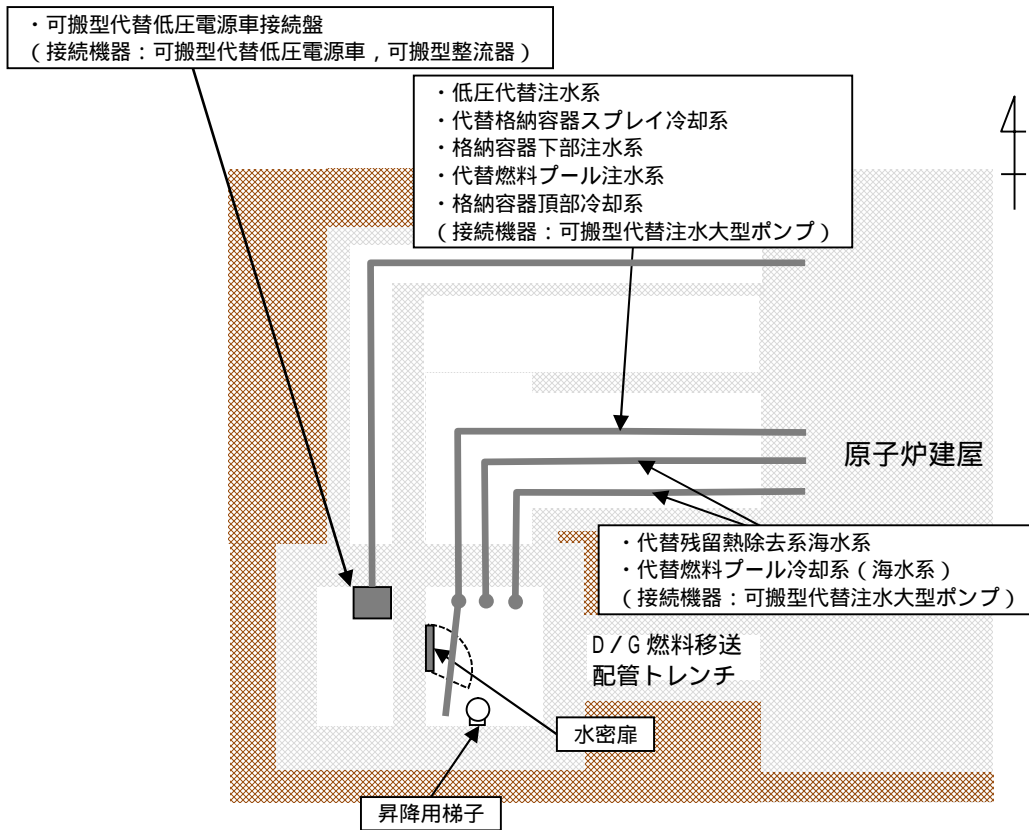 ・可搬型代替低圧電源車接続盤
（接続機器：可搬型代替低圧電源車，可搬型整流器）
・低圧代替注水系
・代替格納容器スプレイ冷却系
・格納容器下部注水系
・代替燃料プール注水系
・格納容器頂部冷却系
（接続機器：可搬型代替注水大型ポンプ）
原子炉建屋
・代替残留熱除去系海水系
・代替燃料プール冷却系（海水系）
（接続機器：可搬型代替注水大型ポンプ）
D／G燃料移送
配管トレンチ
水密扉
昇降用梯子